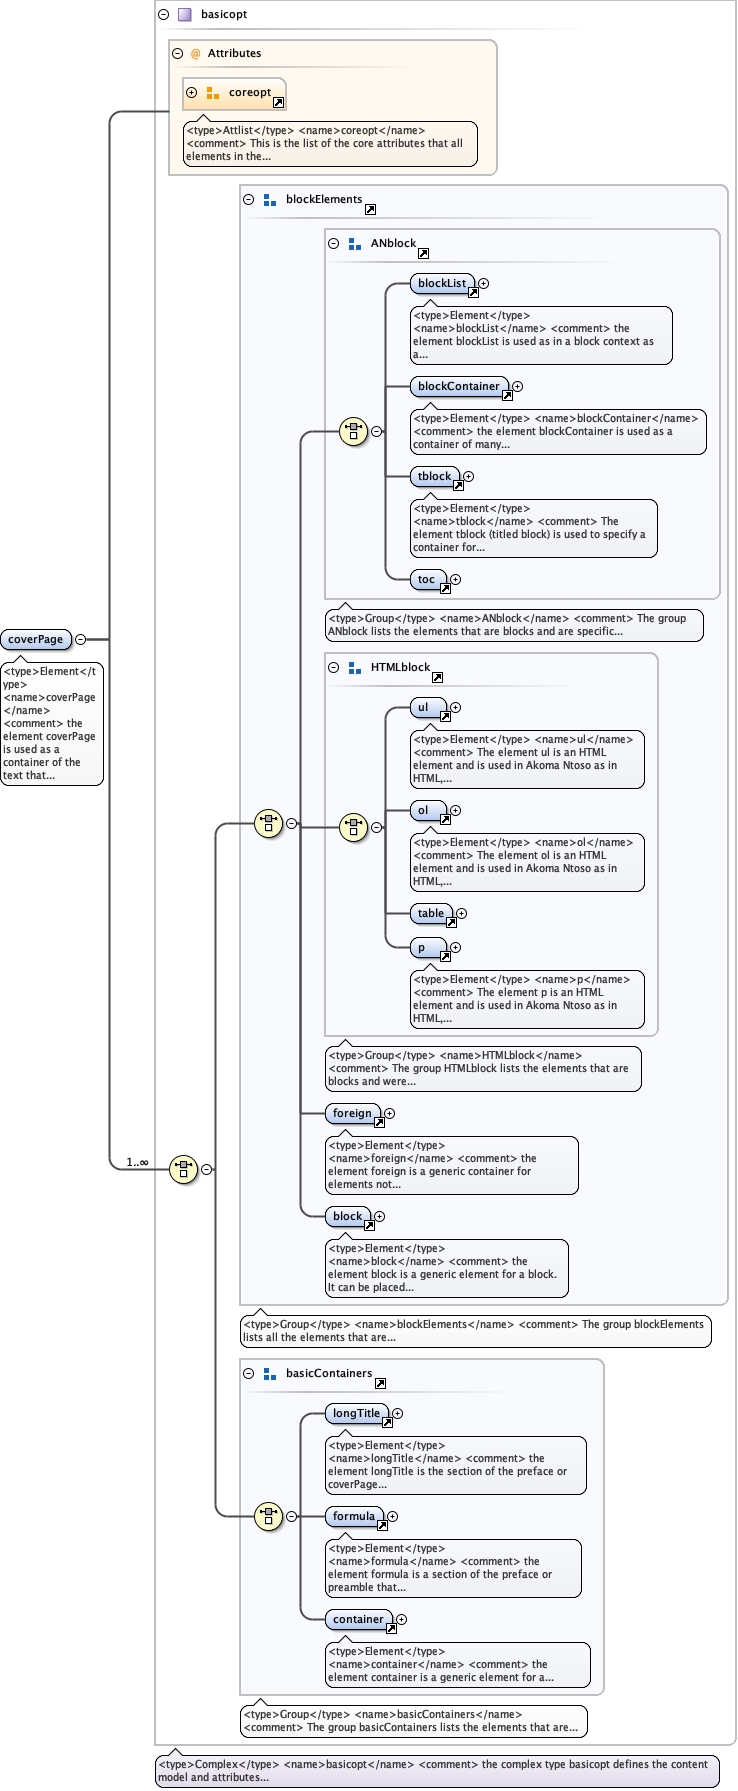 basicopt
@ Attributes
coreopt
<type>Attlist</type> <name>coreopt</name>
<comment> This is the list of the core attributes that all
elements in the...
blockElements
ANblock
blockList
<type>Element</type>
<name>blockList</name> <comment> the
element blockList is used as in a block context as
a...
blockContainer
<type>Element</type> <name>blockContainer</name>
<comment> the element blockContainer is used as a
container of many...
tblock
<type>Element</type>
<name>tblock</name> <comment> The
element tblock (titled block) is used to specify a
container for...
toc
<type>Group</type> <name>ANblock</name> <comment> The group
ANblock lists the elements that are blocks and are specific...
coverPage
<type>Element</t
ype>
<name>coverPage
</name>
<comment> the
element coverPage
is used as a
container of the
text that...
HTMLblock
ul
<type>Element</type> <name>ul</name>
<comment> The element ul is an HTML
element and is used in Akoma Ntoso as in
HTML,...
ol
<type>Element</type> <name>ol</name>
<comment> The element ol is an HTML
element and is used in Akoma Ntoso as in
HTML,...
table
p
<type>Element</type> <name>p</name>
<comment> The element p is an HTML
element and is used in Akoma Ntoso as in
HTML,...
<type>Group</type> <name>HTMLblock</name>
<comment> The group HTMLblock lists the elements that are
blocks and were...
foreign
<type>Element</type>
<name>foreign</name> <comment> the
element foreign is a generic container for
elements not...
1..∞
block
<type>Element</type>
<name>block</name> <comment> the
element block is a generic element for a block.
It can be placed...
<type>Group</type> <name>blockElements</name> <comment> The group blockElements
lists all the elements that are...
basicContainers
longTitle
<type>Element</type>
<name>longTitle</name> <comment> the
element longTitle is the section of the preface or
coverPage...
formula
<type>Element</type>
<name>formula</name> <comment> the
element formula is a section of the preface or
preamble that...
container
<type>Element</type>
<name>container</name> <comment> the
element container is a generic element for a...
<type>Group</type> <name>basicContainers</name>
<comment> The group basicContainers lists the elements that are...
<type>Complex</type> <name>basicopt</name> <comment> the complex type basicopt defines the content
model and attributes...